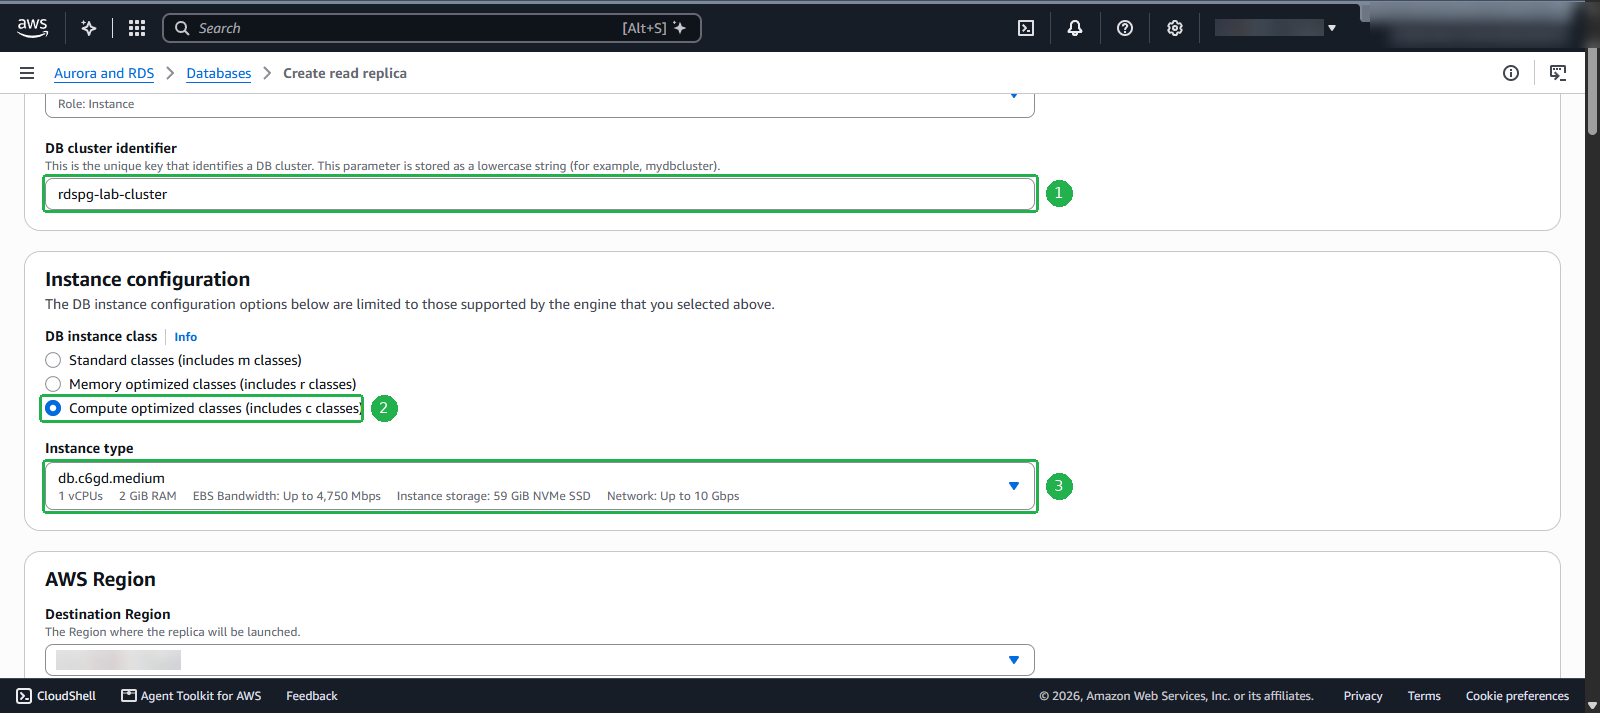 aws
Search [Alt+S]
Aurora and RDS > Databases > Create read replica
Role: Instance
DB cluster identifier
This is the unique key that identifies a DB cluster. This parameter is stored as a lowercase string (for example, mydbcluster).
rdspg-lab-cluster 1
Instance configuration
The DB instance configuration options below are limited to those supported by the engine that you selected above.
DB instance class Info
Standard classes (includes m classes)
Memory optimized classes (includes r classes)
Compute optimized classes (includes c classes) 2
Instance type
db.c6gd.medium
1 vCPUs 2 GiB RAM EBS Bandwidth: Up to 4,750 Mbps Instance storage: 59 GiB NVMe SSD Network: Up to 10 Gbps
3
AWS Region
Destination Region
The Region where the replica will be launched.
CloudShell Agent Toolkit for AWS Feedback © 2026, Amazon Web Services, Inc. or its affiliates. Privacy Terms Cookie preferences